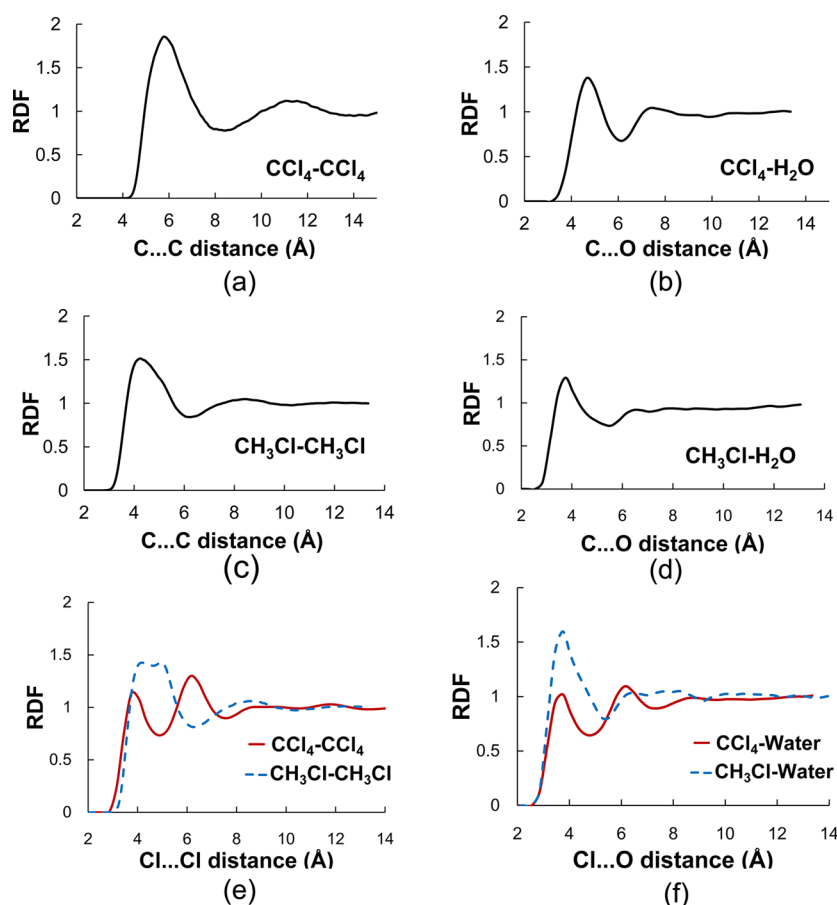 2
1.5
1
0.5
0
RDF
CCl₄-CCl₄
2 4 6 8 10 12 14
C...C distance (Å)
(a)
2
1.5
1
0.5
0
RDF
CCl₄-H₂O
2 4 6 8 10 12 14
C...O distance (Å)
(b)
2
1.5
1
0.5
0
RDF
CH₃Cl-CH₃Cl
2 4 6 8 10 12 14
C...C distance (Å)
(c)
2
1.5
1
0.5
0
RDF
CH₃Cl-H₂O
2 4 6 8 10 12 14
C...O distance (Å)
(d)
2
1.5
1
0.5
0
RDF
CCl₄-CCl₄
CH₃Cl-CH₃Cl
2 4 6 8 10 12 14
Cl...Cl distance (Å)
(e)
2
1.5
1
0.5
0
RDF
CCl₄-Water
CH₃Cl-Water
2 4 6 8 10 12 14
Cl...O distance (Å)
(f)